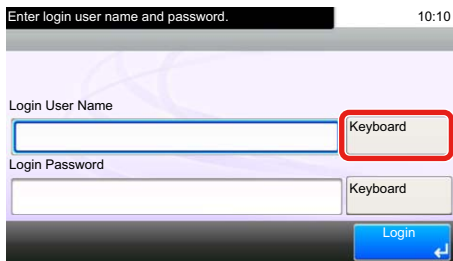 Enter login user name and password. 10:10
Login User Name
Keyboard
Login Password
Keyboard
Login